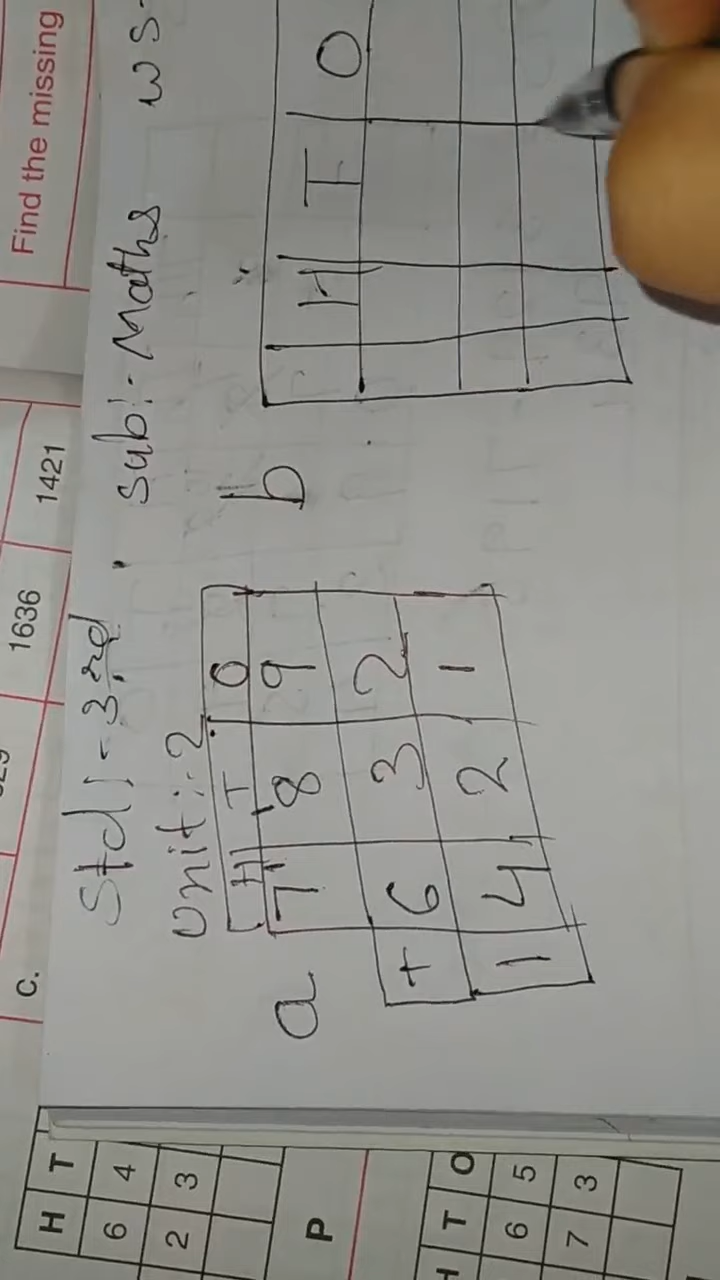 Find the missing
1636 1421
C.
Std:- 3rd . Sub:- Maths WS-
Unit:- 2
a
H T O
7 8 9
+ 6 3 2
1 4 2 1
b
H T O
H T
6 4
2 3
P
H T O
6 5
7 3